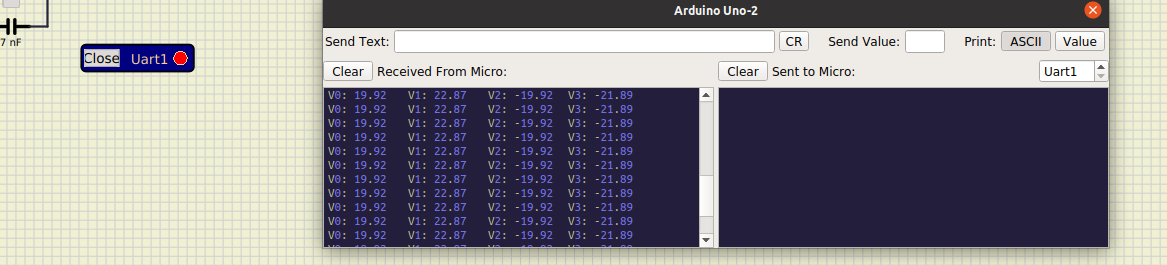 Arduino Uno-2
7 nF
Close Uart1
Send Text: CR Send Value: Print: ASCII Value
Clear Received From Micro: Clear Sent to Micro: Uart1
V0: 19.92 V1: 22.87 V2: -19.92 V3: -21.89
V0: 19.92 V1: 22.87 V2: -19.92 V3: -21.89
V0: 19.92 V1: 22.87 V2: -19.92 V3: -21.89
V0: 19.92 V1: 22.87 V2: -19.92 V3: -21.89
V0: 19.92 V1: 22.87 V2: -19.92 V3: -21.89
V0: 19.92 V1: 22.87 V2: -19.92 V3: -21.89
V0: 19.92 V1: 22.87 V2: -19.92 V3: -21.89
V0: 19.92 V1: 22.87 V2: -19.92 V3: -21.89
V0: 19.92 V1: 22.87 V2: -19.92 V3: -21.89
V0: 19.92 V1: 22.87 V2: -19.92 V3: -21.89
V0: 19.92 V1: 22.87 V2: -19.92 V3: -21.89
V0: 19.92 V1: 22.87 V2: -19.92 V3: -21.89